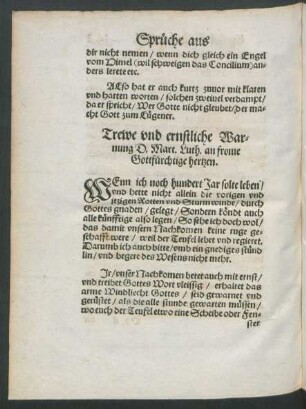 Sprüche aus
dir nicht nemen / wenn dich gleich ein Engel
vom Himel (wil schweigen das Concilium) an-
ders lerete etc.
Also hat er auch kurtz zuuor mit klaren
vnd harten worten / solchen zweiuel verdampt /
da er spricht / Wer Gotte nicht gleubet / der ma-
cht Gott zum Lügener.
Trewe vnd ernstliche War-
nung D. Mart. Luth. an frome
Gottfürchtige hertzen.
WEnn ich noch hundert Jar solte leben /
vnd hette nicht allein die vorigen vnd
jtzigen Rotten vnd Sturmwinde / durch
Gottes gnaden / gelegt / Sondern köndt auch
alle künfftige also legen / So sehe ich doch wol /
das damit vnsern Nachkomen keine ruge ge-
schafft were / weil der Teufel lebet vnd regieret.
Darumb ich auch bitte / vmb ein gnediges stünd-
lin / vnd begere des Wesens nicht mehr.
Jr / vnser Nachkomen betet auch mit ernst /
vnd treibet Gottes Wort vleissig / erhaltet das
arme Windliecht Gottes / seid gewarnet vnd
gerüstet / als die alle stunde gewarten müssen /
wo euch der Teufel etwo eine Scheibe oder Fen-
ster